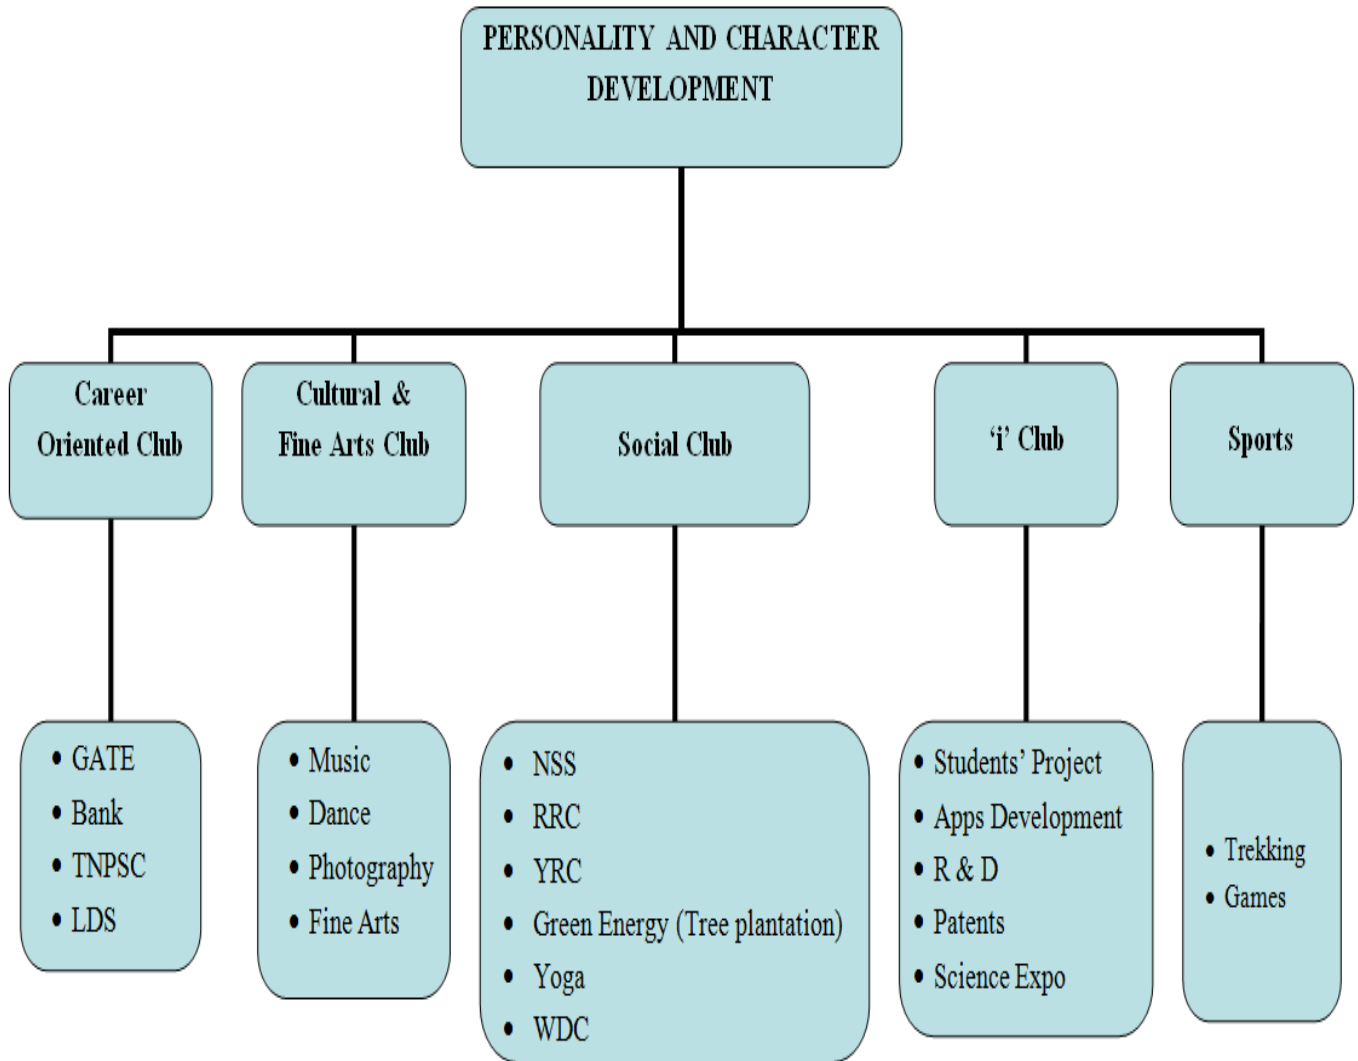 PERSONALITY AND CHARACTER
DEVELOPMENT
Career
Oriented Club
Cultural &
Fine Arts Club
Social Club
‘i’ Club
Sports
• GATE
• Bank
• TNPSC
• LDS
• Music
• Dance
• Photography
• Fine Arts
• NSS
• RRC
• YRC
• Green Energy (Tree plantation)
• Yoga
• WDC
• Students’ Project
• Apps Development
• R & D
• Patents
• Science Expo
• Trekking
• Games